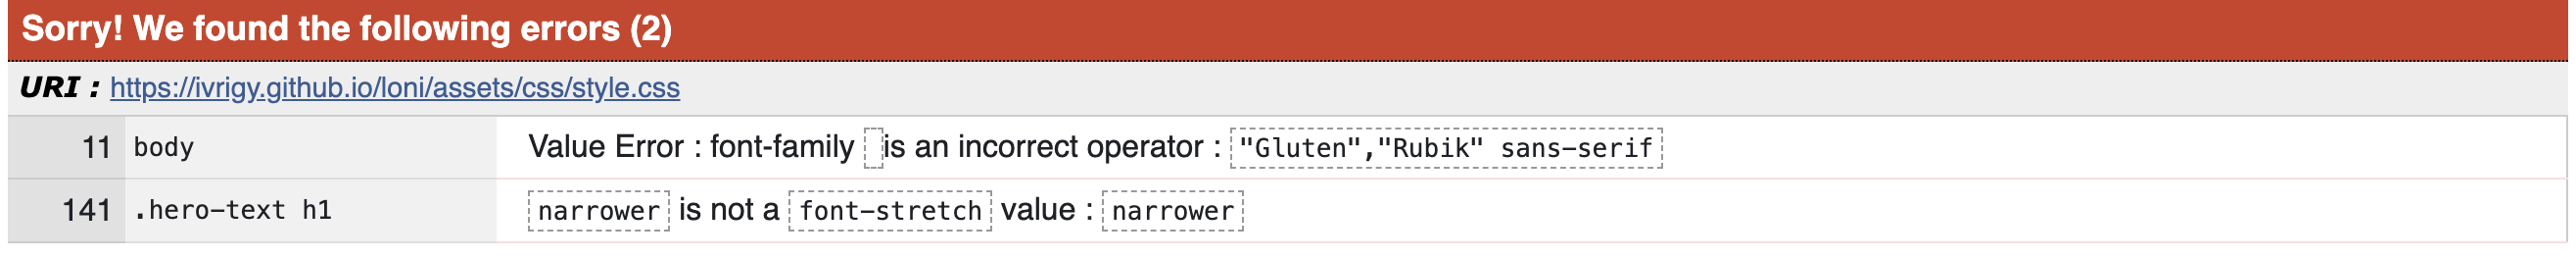 Sorry! We found the following errors (2)
URI : https://ivrigy.github.io/loni/assets/css/style.css
11 body Value Error : font-family is an incorrect operator : "Gluten","Rubik" sans-serif
141 .hero-text h1 narrower is not a font-stretch value : narrower